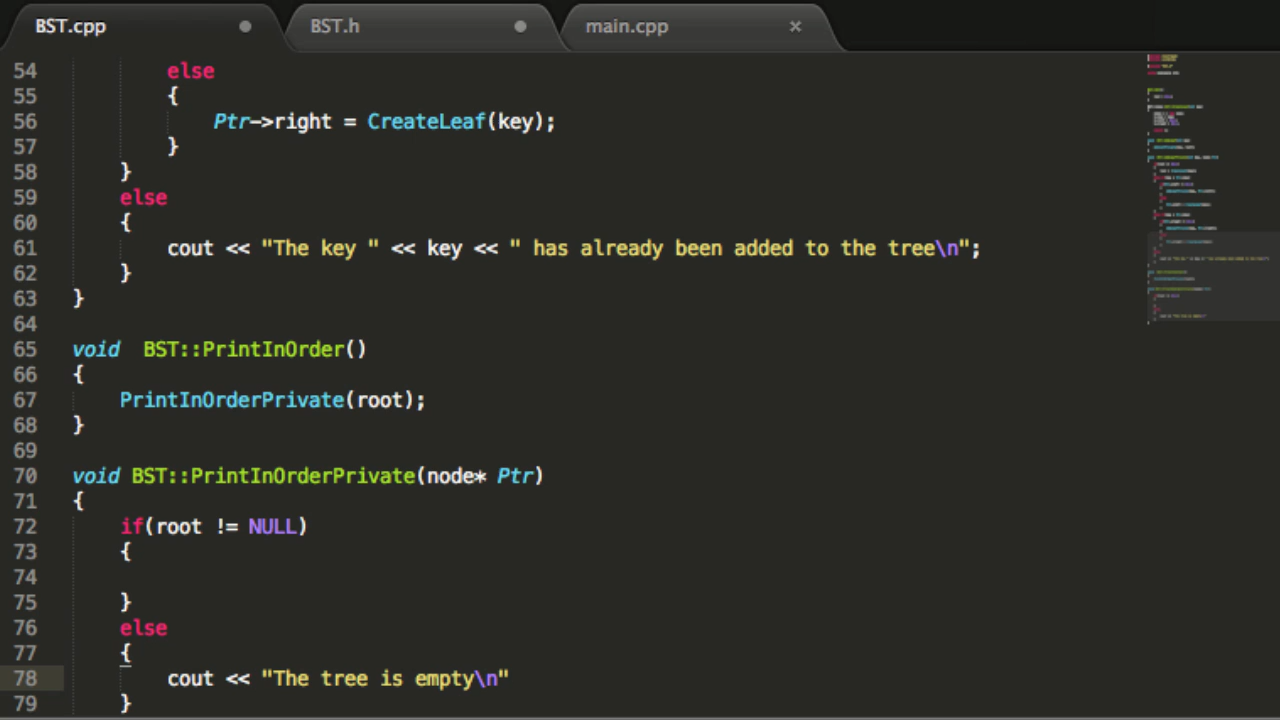 BST.cpp BST.h main.cpp
54 else
55 {
56 Ptr->right = CreateLeaf(key);
57 }
58 }
59 else
60 {
61 cout << "The key " << key << " has already been added to the tree\n";
62 }
63 }
64
65 void  BST::PrintInOrder()
66 {
67 PrintInOrderPrivate(root);
68 }
69
70 void BST::PrintInOrderPrivate(node* Ptr)
71 {
72 if(root != NULL)
73 {
74
75 }
76 else
77 {
78 cout << "The tree is empty\n"
79 }